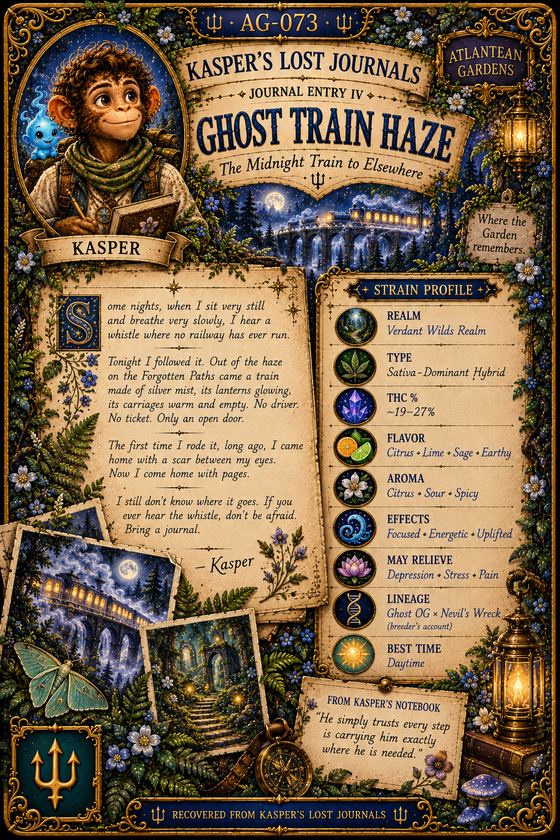 AG-073
KASPER'S LOST JOURNALS
JOURNAL ENTRY IV
GHOST TRAIN HAZE
The Midnight Train to Elsewhere
ATLANTEAN
GARDENS
Where the
Garden
remembers.
KASPER
Some nights, when I sit very still
and breathe very slowly, I hear a
whistle where no railway has ever run.
Tonight I followed it. Out of the haze
on the Forgotten Paths came a train
made of silver mist, its lanterns glowing,
its carriages warm and empty. No driver.
No ticket. Only an open door.
The first time I rode it, long ago, I came
home with a scar between my eyes.
Now I come home with pages.
I still don't know where it goes. If you
ever hear the whistle, don't be afraid.
Bring a journal.
– Kasper
STRAIN PROFILE
REALM
Verdant Wilds Realm
TYPE
Sativa-Dominant Hybrid
THC %
~19–27%
FLAVOR
Citrus • Lime • Sage • Earthy
AROMA
Citrus • Sour • Spicy
EFFECTS
Focused • Energetic • Uplifted
MAY RELIEVE
Depression • Stress • Pain
LINEAGE
Ghost OG × Nevil's Wreck
(breeder's account)
BEST TIME
Daytime
FROM KASPER'S NOTEBOOK
"He simply trusts every step
is carrying him exactly
where he is needed."
RECOVERED FROM KASPER'S LOST JOURNALS